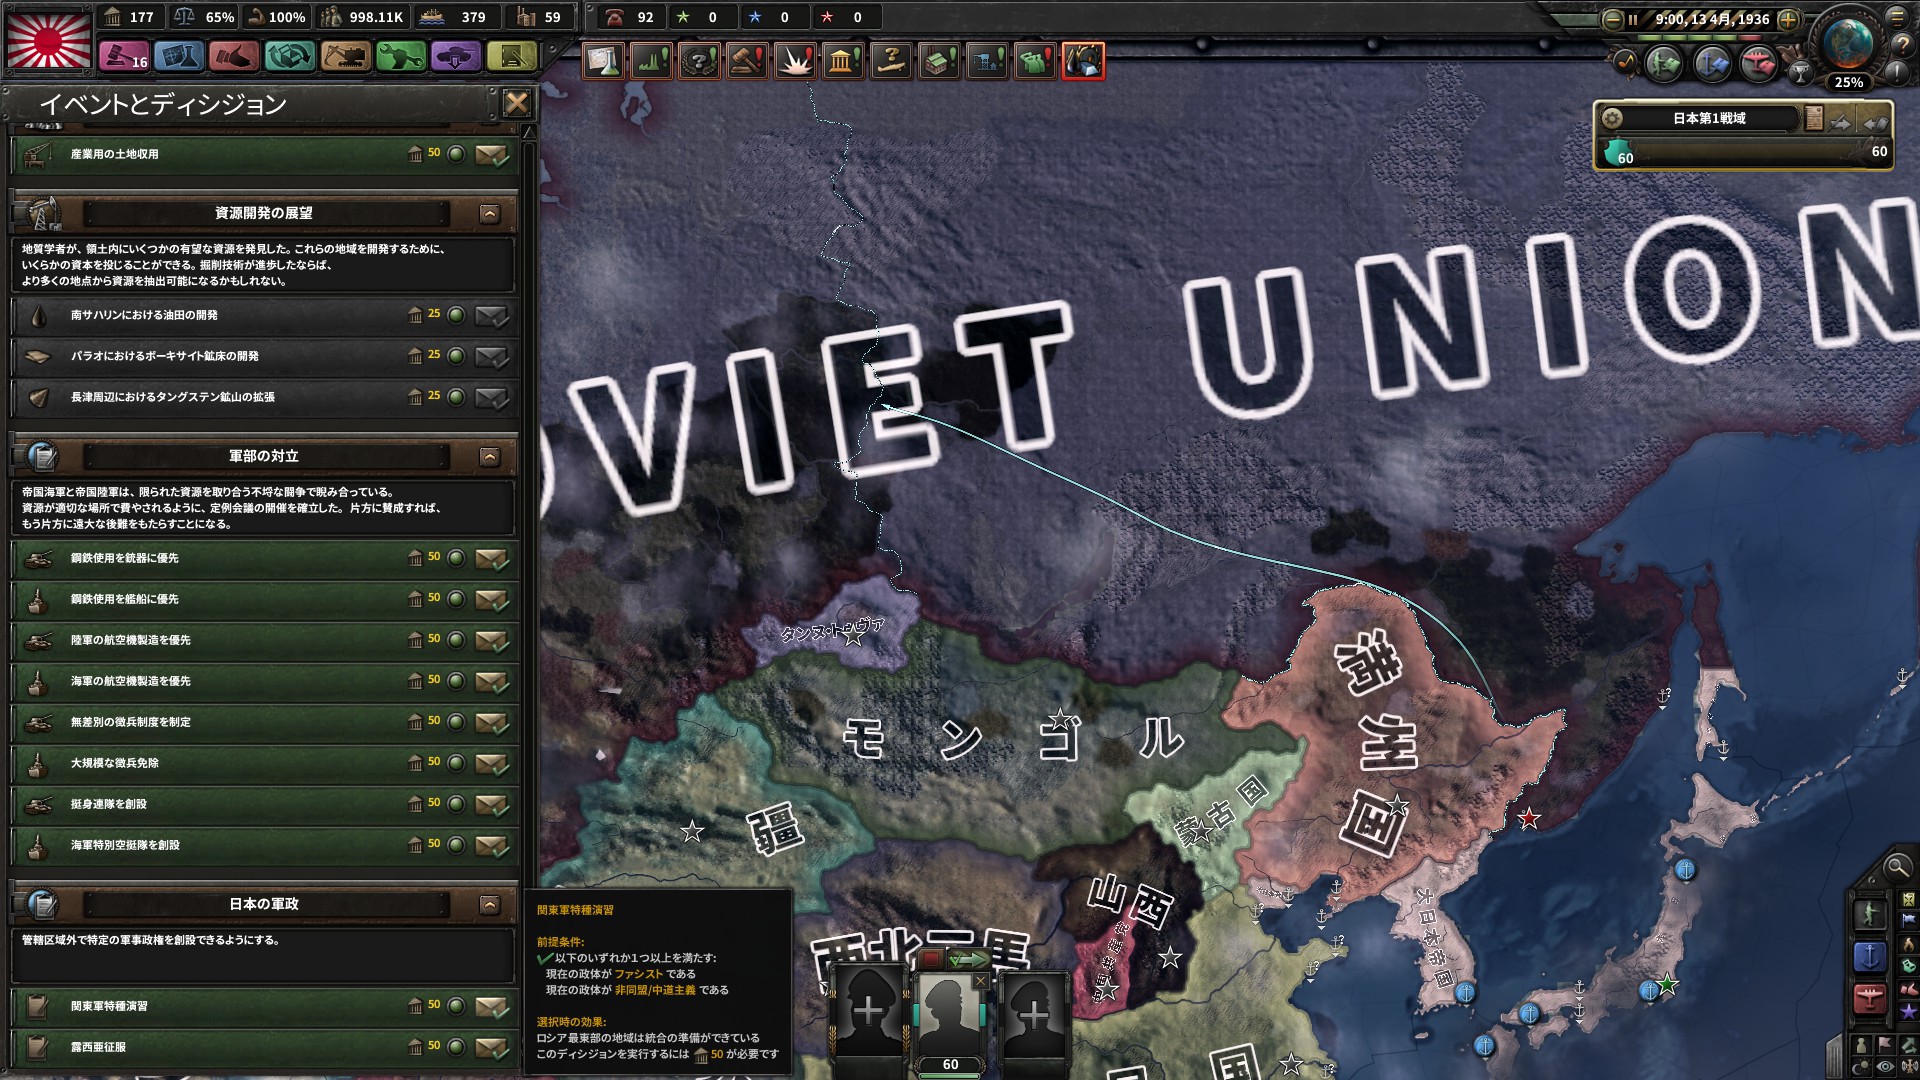 177
65%
100%
998.11K
379
59
92
0
0
0
9:00, 13 4月, 1936
16
25%
イベントとディシジョン
日本第1戦域
60
60
産業用の土地収用
50
資源開発の展望
地質学者が、領土内にいくつかの有望な資源を発見した。これらの地域を開発するために、
いくらかの資本を投じることができる。掘削技術が進歩したならば、
より多くの地点から資源を抽出可能になるかもしれない。
南サハリンにおける油田の開発
25
パラオにおけるボーキサイト鉱床の開発
25
長津周辺におけるタングステン鉱山の拡張
25
軍部の対立
帝国海軍と帝国陸軍は、限られた資源を取り合う不埒な闘争で睨み合っている。
資源が適切な場所で費やされるように、定例会議の開催を確立した。片方に賛成すれば、
もう片方に遠大な後難をもたらすことになる。
鋼鉄使用を銃器に優先
50
鋼鉄使用を艦船に優先
50
陸軍の航空機製造を優先
50
海軍の航空機製造を優先
50
無差別の徴兵制度を制定
50
大規模な徴兵免除
50
挺身連隊を創設
50
海軍特別空挺隊を創設
50
日本の軍政
管轄区域外で特定の軍事政権を創設できるようにする。
関東軍特種演習
50
露西亜征服
50
関東軍特種演習
前提条件:
以下のいずれか1つ以上を満たす:
現在の政体が ファシスト である
現在の政体が 非同盟/中道主義 である
選択時の効果:
ロシア最東部の地域は統合の準備ができている
このディシジョンを実行するには 50 が必要です
OVIET UNION
タンヌ・トゥヴァ
モンゴル
満州国
蒙古国
疆
山西
西北三馬
大日本帝国
国
60